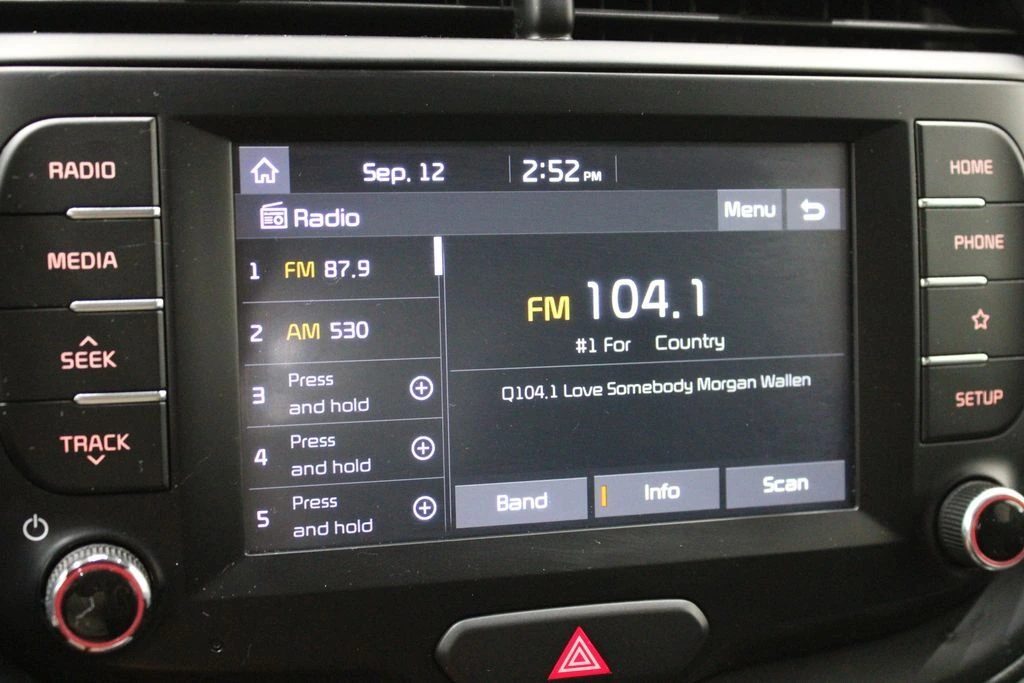 RADIO
MEDIA
SEEK
TRACK
Sep. 12
2:52 PM
Radio
Menu
1 FM 87.9
2 AM 530
3 Press
and hold
4 Press
and hold
5 Press
and hold
FM 104.1
#1 For Country
Q104.1 Love Somebody Morgan Wallen
Band
Info
Scan
HOME
PHONE
SETUP